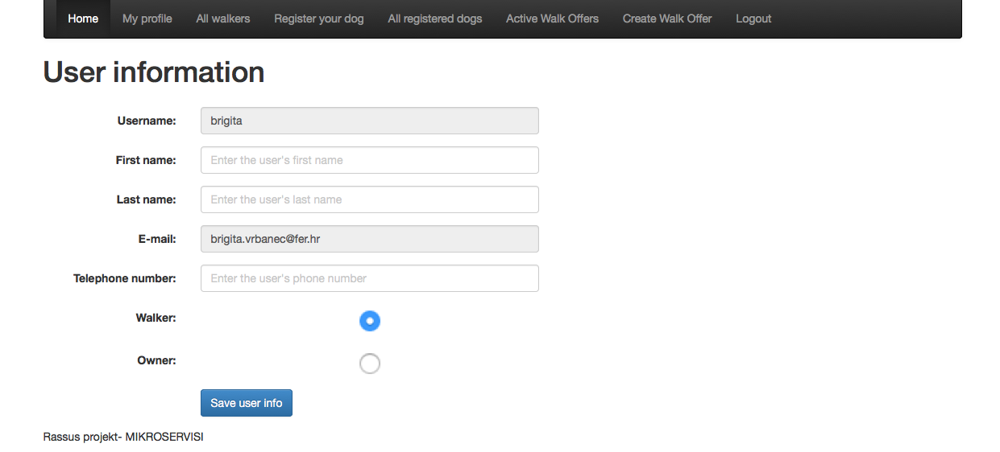 Home My profile All walkers Register your dog All registered dogs Active Walk Offers Create Walk Offer Logout
User information
Username: brigita
First name: Enter the user's first name
Last name: Enter the user's last name
E-mail: brigita.vrbanec@fer.hr
Telephone number: Enter the user's phone number
Walker:
Owner:
Save user info
Rassus projekt- MIKROSERVISI